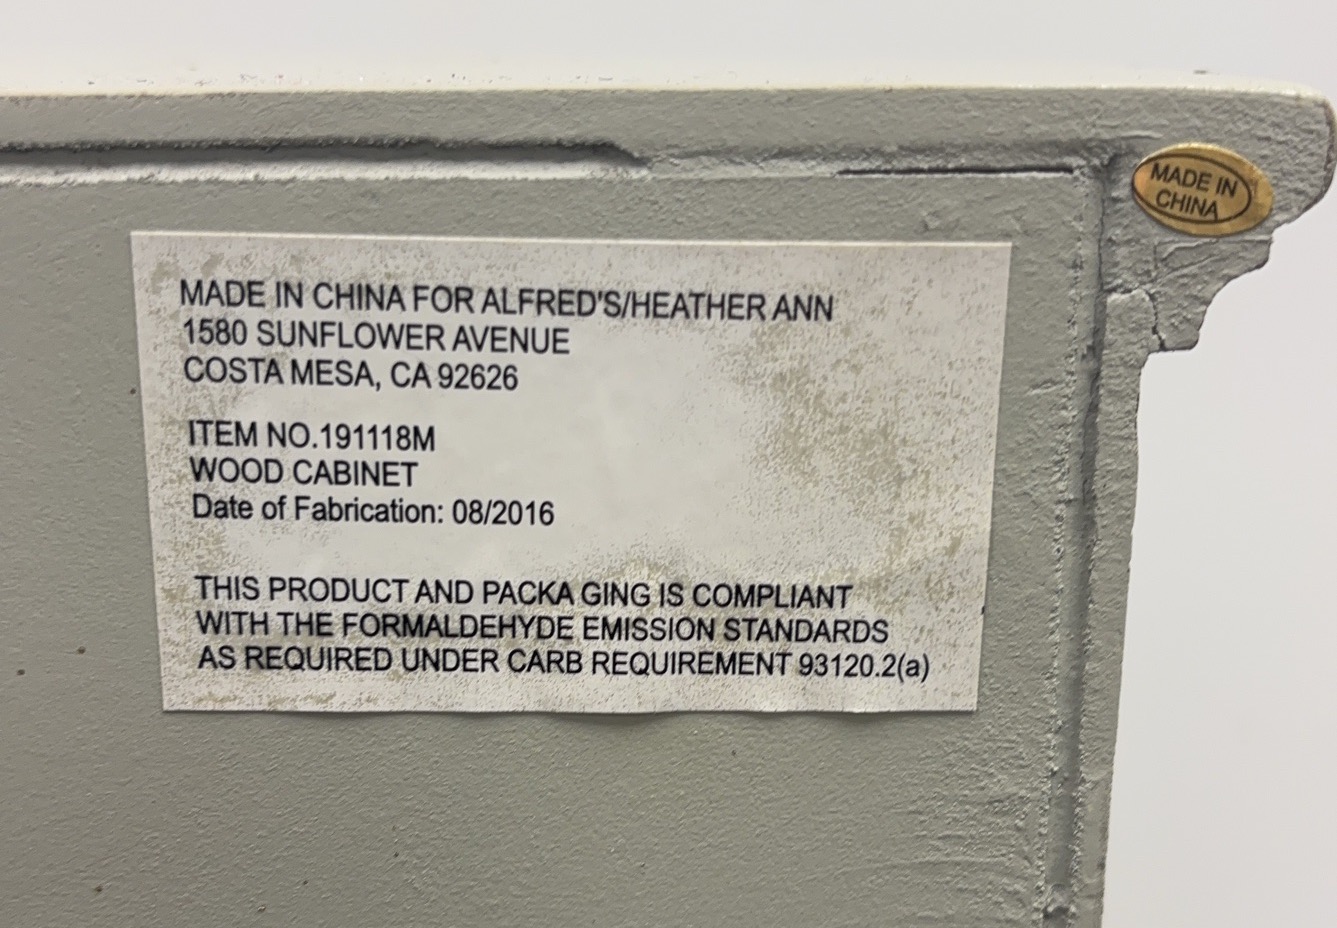 MADE IN
CHINA
MADE IN CHINA FOR ALFRED'S/HEATHER ANN
1580 SUNFLOWER AVENUE
COSTA MESA, CA 92626
ITEM NO.191118M
WOOD CABINET
Date of Fabrication: 08/2016
THIS PRODUCT AND PACKA GING IS COMPLIANT
WITH THE FORMALDEHYDE EMISSION STANDARDS
AS REQUIRED UNDER CARB REQUIREMENT 93120.2(a)